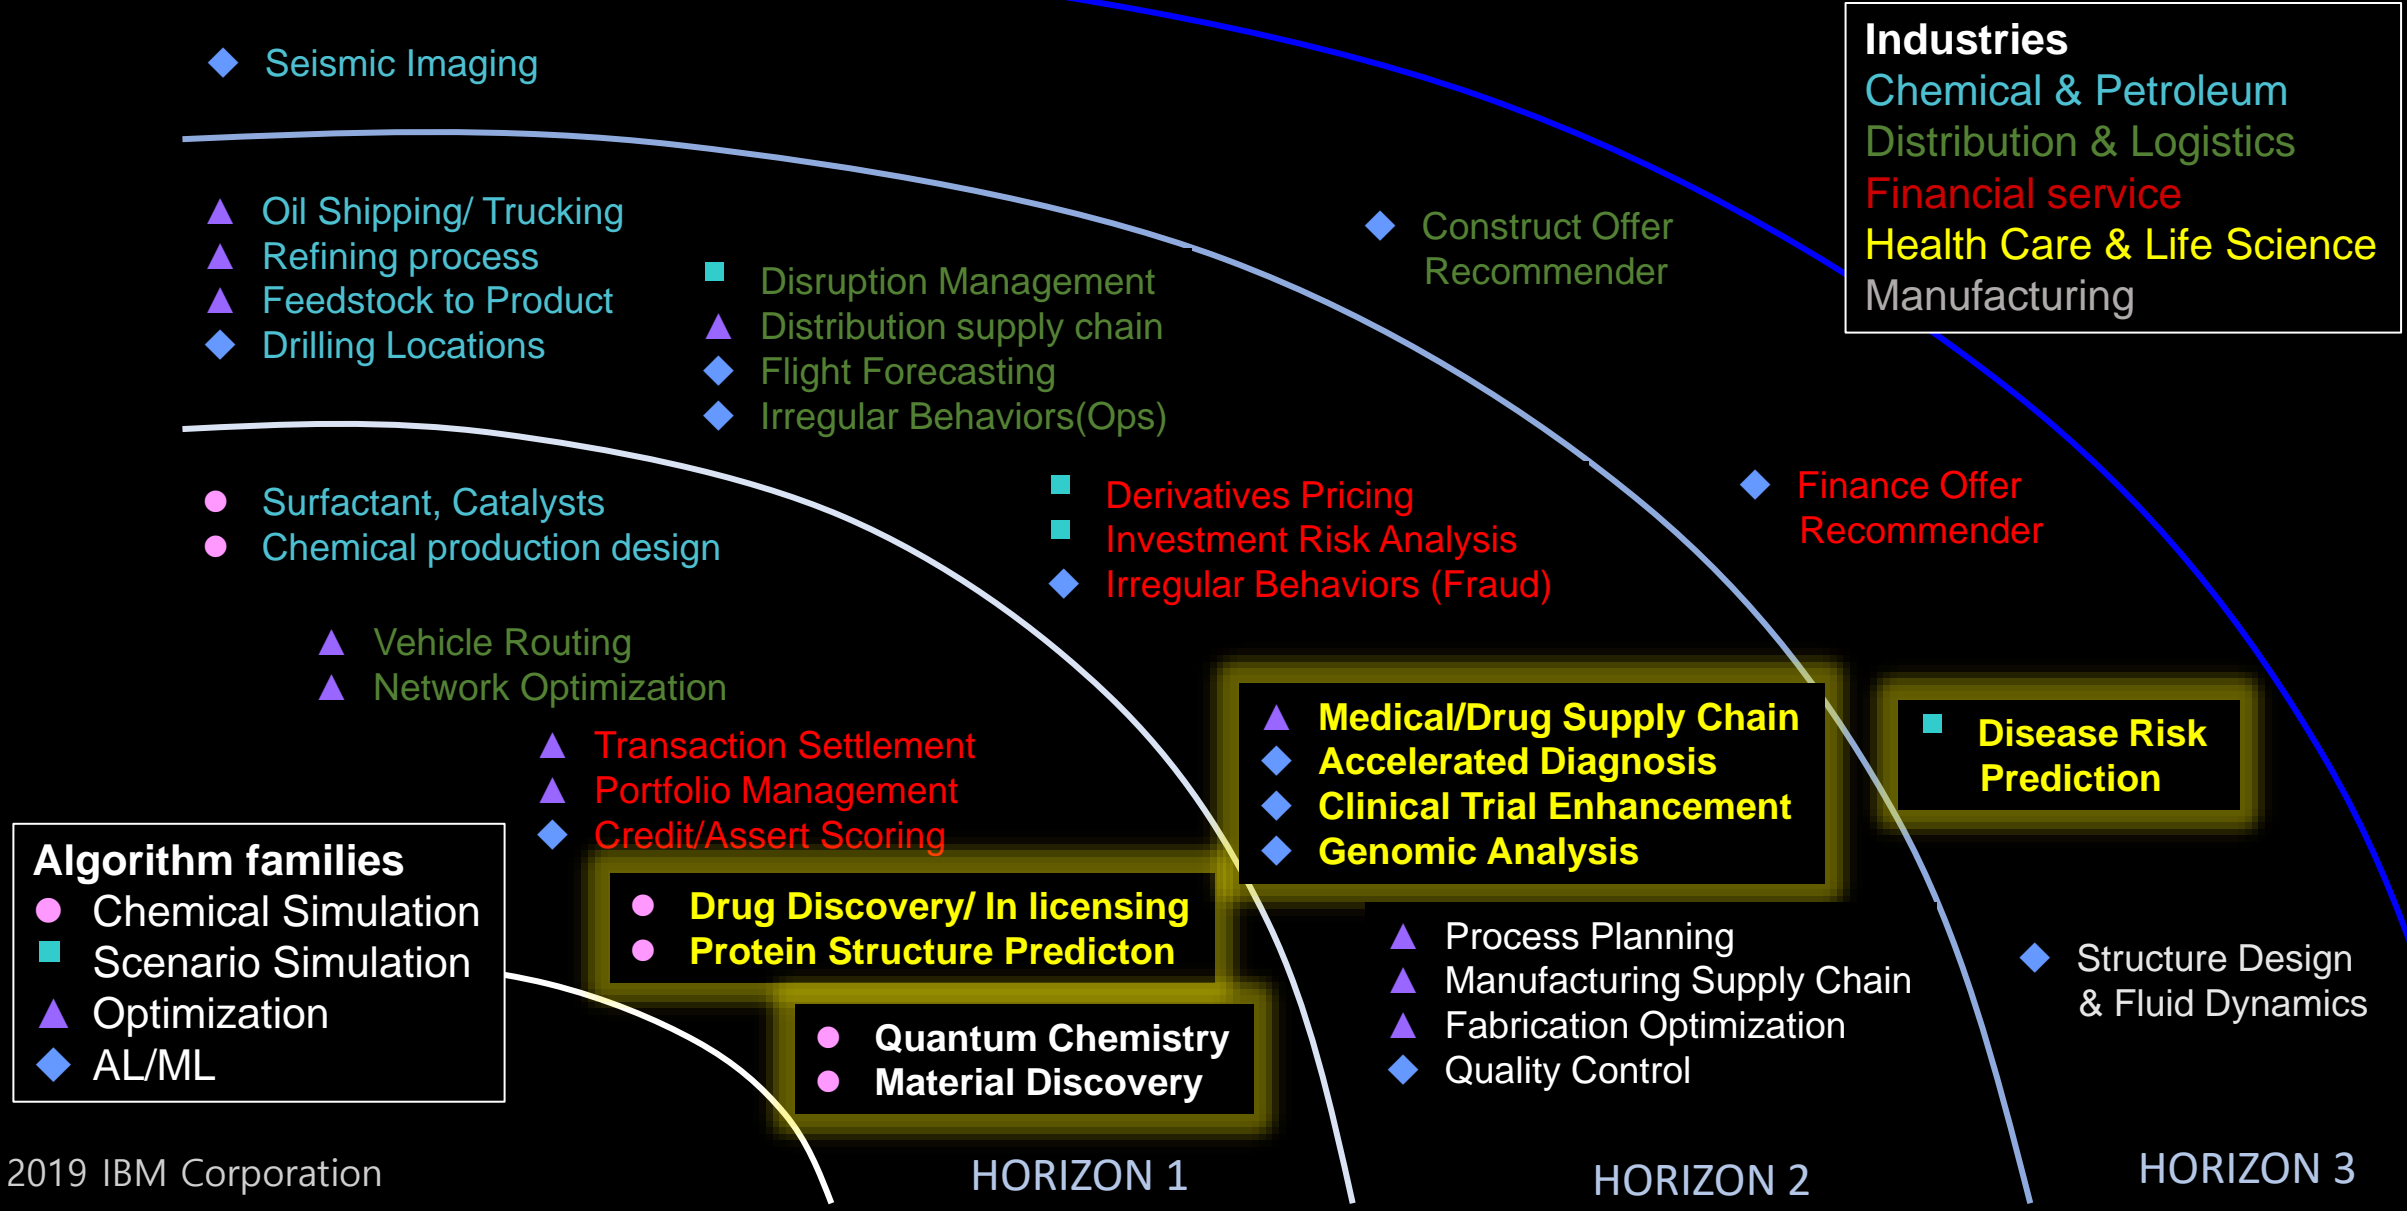 Seismic Imaging
Industries
Chemical & Petroleum
Distribution & Logistics
Financial service
Health Care & Life Science
Manufacturing
Oil Shipping/ Trucking
Refining process
Feedstock to Product
Drilling Locations
Disruption Management
Distribution supply chain
Flight Forecasting
Irregular Behaviors(Ops)
Construct Offer
Recommender
Surfactant, Catalysts
Chemical production design
Derivatives Pricing
Investment Risk Analysis
Irregular Behaviors (Fraud)
Finance Offer
Recommender
Vehicle Routing
Network Optimization
Transaction Settlement
Portfolio Management
Credit/Assert Scoring
Medical/Drug Supply Chain
Accelerated Diagnosis
Clinical Trial Enhancement
Genomic Analysis
Disease Risk
Prediction
Algorithm families
Chemical Simulation
Scenario Simulation
Optimization
AL/ML
Drug Discovery/ In licensing
Protein Structure Predicton
Quantum Chemistry
Material Discovery
Process Planning
Manufacturing Supply Chain
Fabrication Optimization
Quality Control
Structure Design
& Fluid Dynamics
2019 IBM Corporation
HORIZON 1
HORIZON 2
HORIZON 3